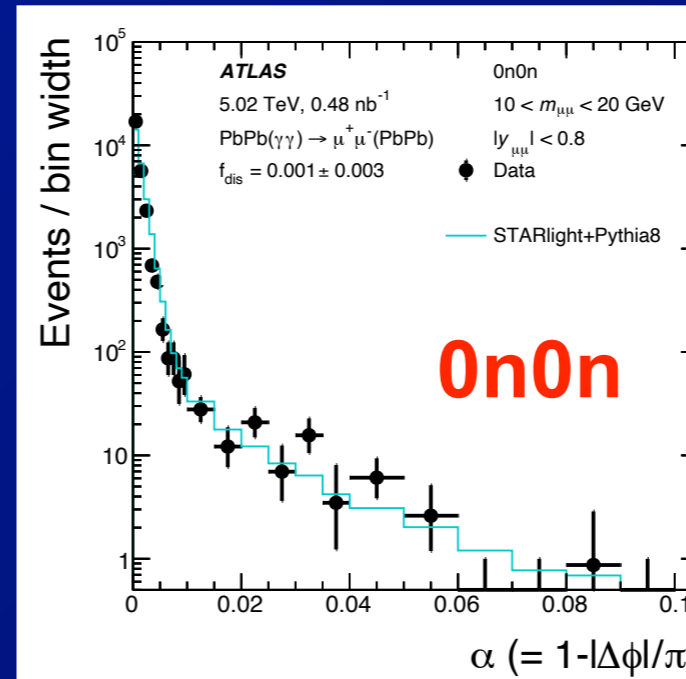 Events / bin width
10⁵
10⁴
10³
10²
10
1
ATLAS
5.02 TeV, 0.48 nb⁻¹
PbPb(γγ) → μ⁺μ⁻(PbPb)
f_dis = 0.001 ± 0.003
0n0n
10 < m_μμ < 20 GeV
|y_μμ| < 0.8
Data
STARlight+Pythia8
0n0n
0 0.02 0.04 0.06 0.08 0.1
α (= 1-|Δϕ|/π